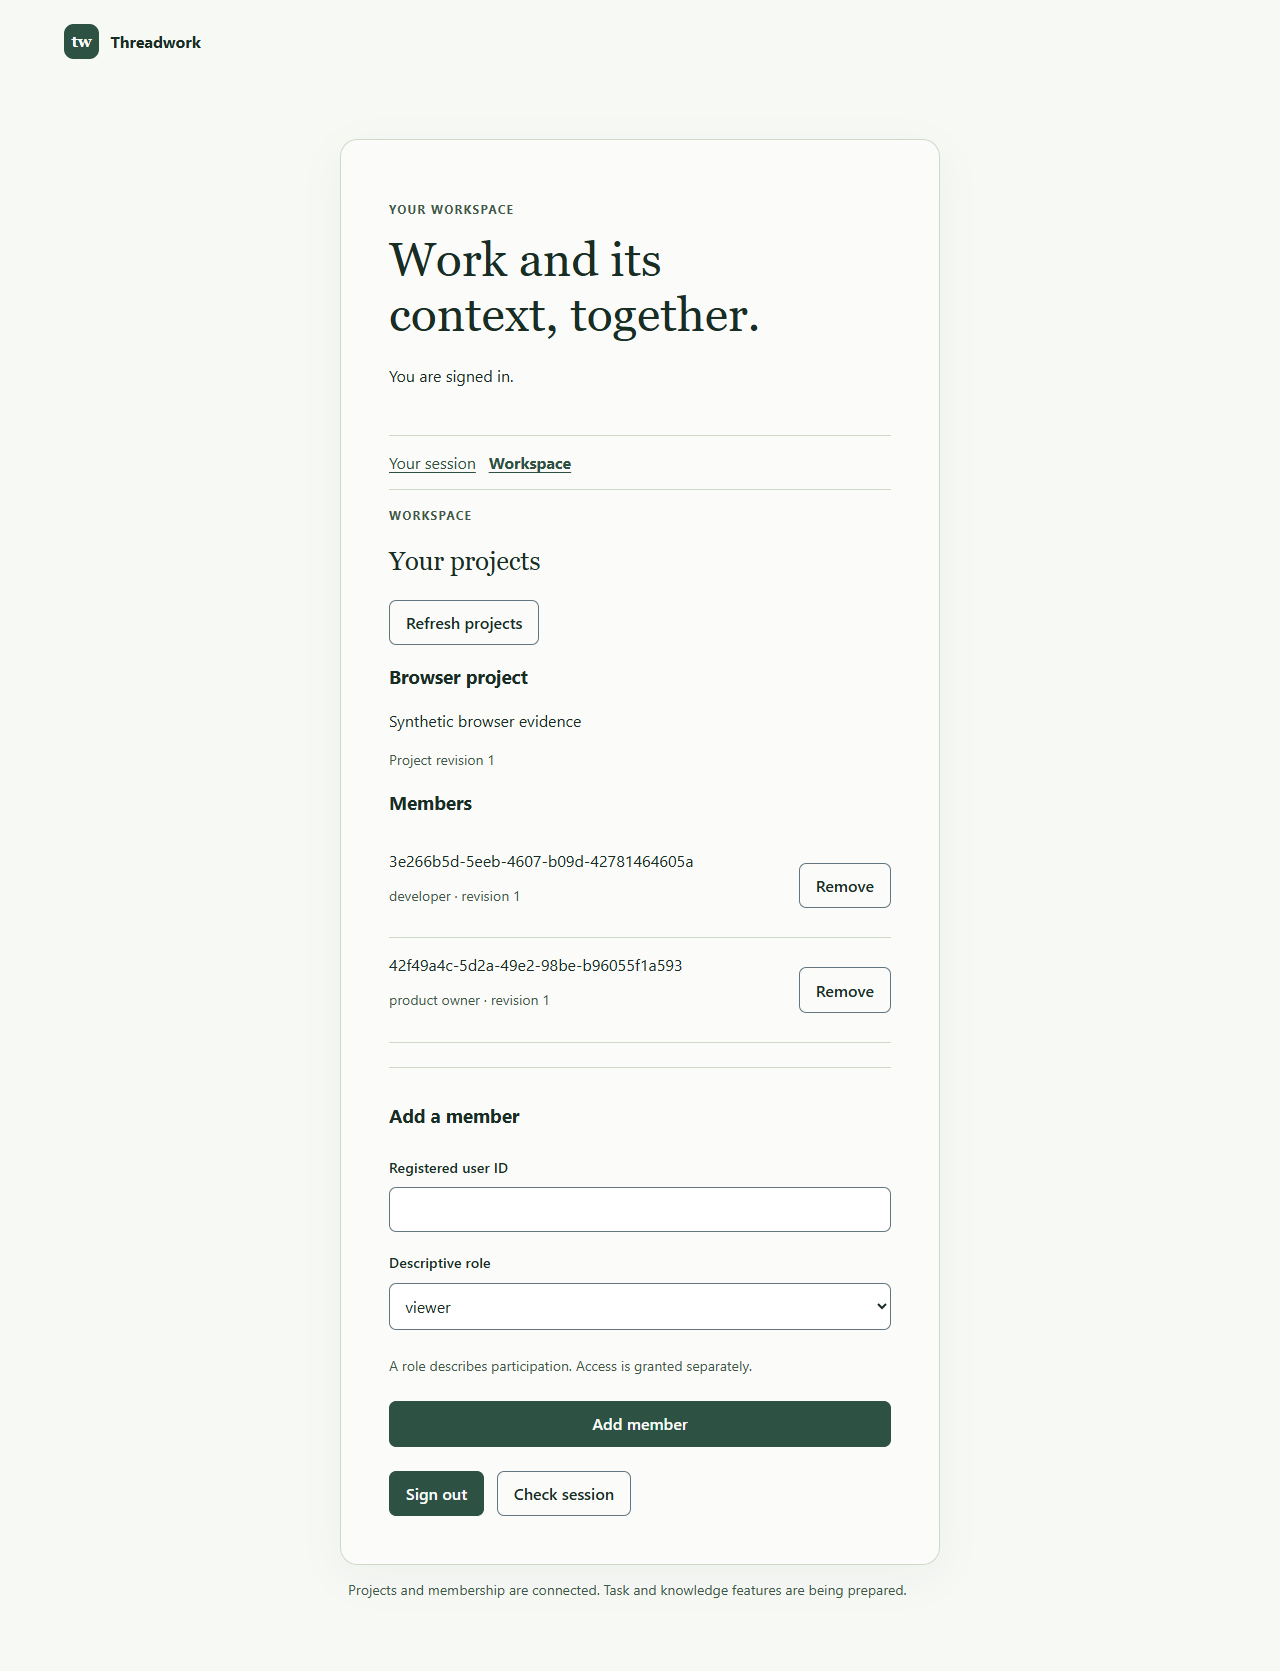 tw Threadwork
YOUR WORKSPACE
Work and its
context, together.
You are signed in.
Your session Workspace
WORKSPACE
Your projects
Refresh projects
Browser project
Synthetic browser evidence
Project revision 1
Members
3e266b5d-5eeb-4607-b09d-42781464605a
developer · revision 1
Remove
42f49a4c-5d2a-49e2-98be-b96055f1a593
product owner · revision 1
Remove
Add a member
Registered user ID
Descriptive role
viewer
A role describes participation. Access is granted separately.
Add member
Sign out Check session
Projects and membership are connected. Task and knowledge features are being prepared.